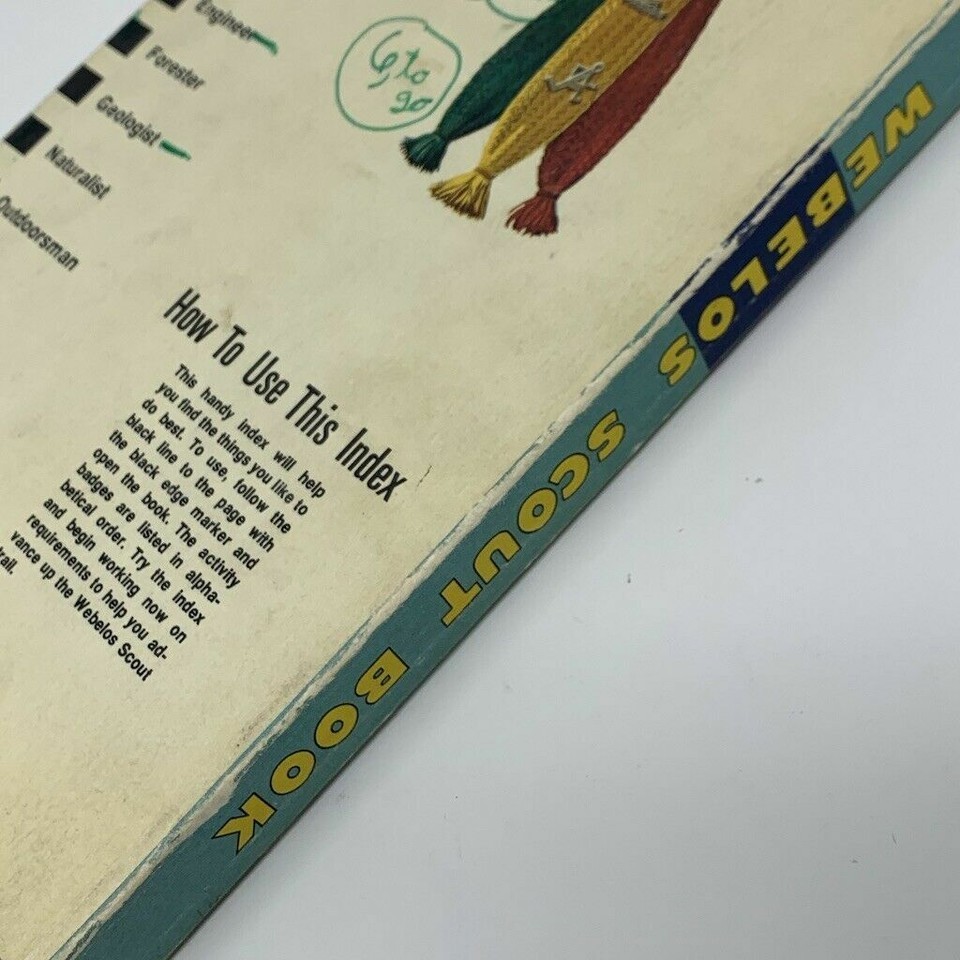 Engineer
Forester
Geologist
Naturalist
Outdoorsman
How To Use This Index
This handy index will help
you find the things you like to
do best. To use, follow the
black line to the page with
the black edge marker and
open the book. The activity
badges are listed in alpha-
betical order. Try the index
and begin working now on
requirements to help you ad-
vance up the Webelos Scout
rail.
WEBELOS SCOUT BOOK